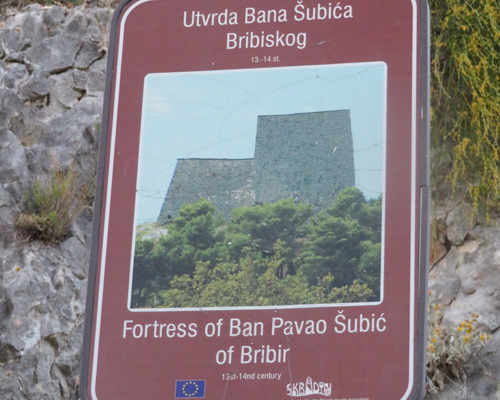 Utvrda Bana Šubića
Bribiskog
13.-14.st.
Fortress of Ban Pavao Šubić
of Bribir
13st-14nd century
SKRADIN